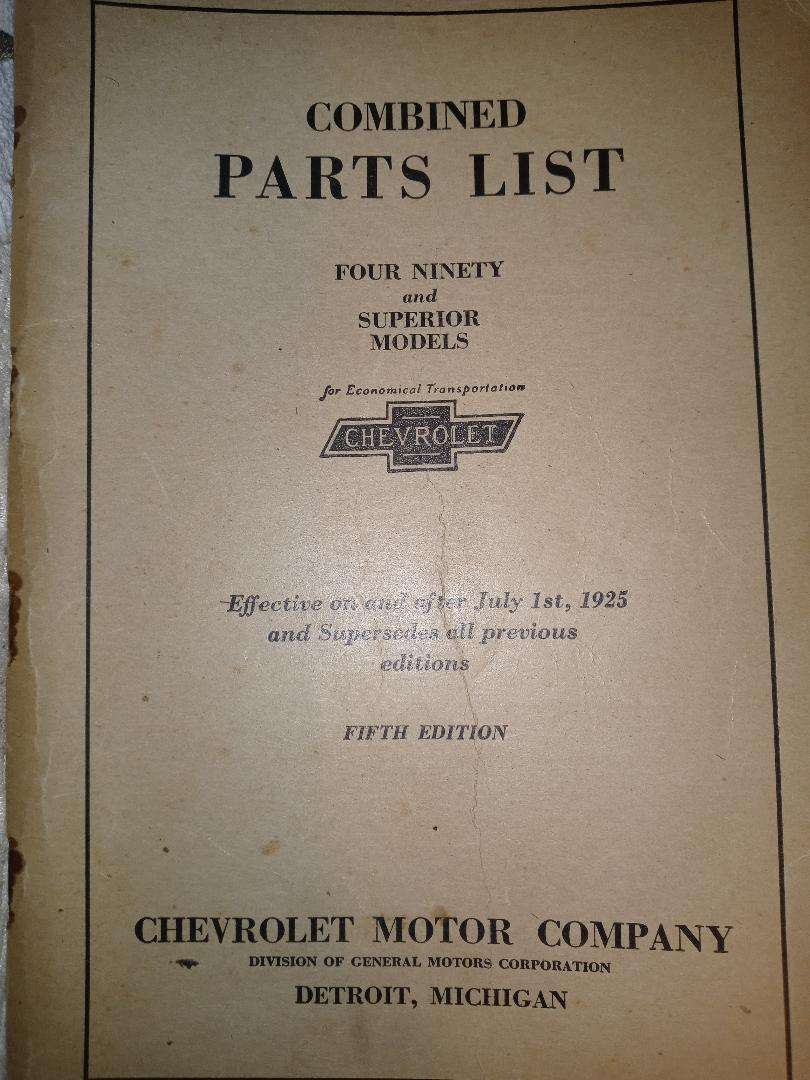 COMBINED
PARTS LIST
FOUR NINETY
and
SUPERIOR
MODELS
for Economical Transportation
CHEVROLET
Effective on and after July 1st, 1925
and Supersedes all previous
editions
FIFTH EDITION
CHEVROLET MOTOR COMPANY
DIVISION OF GENERAL MOTORS CORPORATION
DETROIT, MICHIGAN